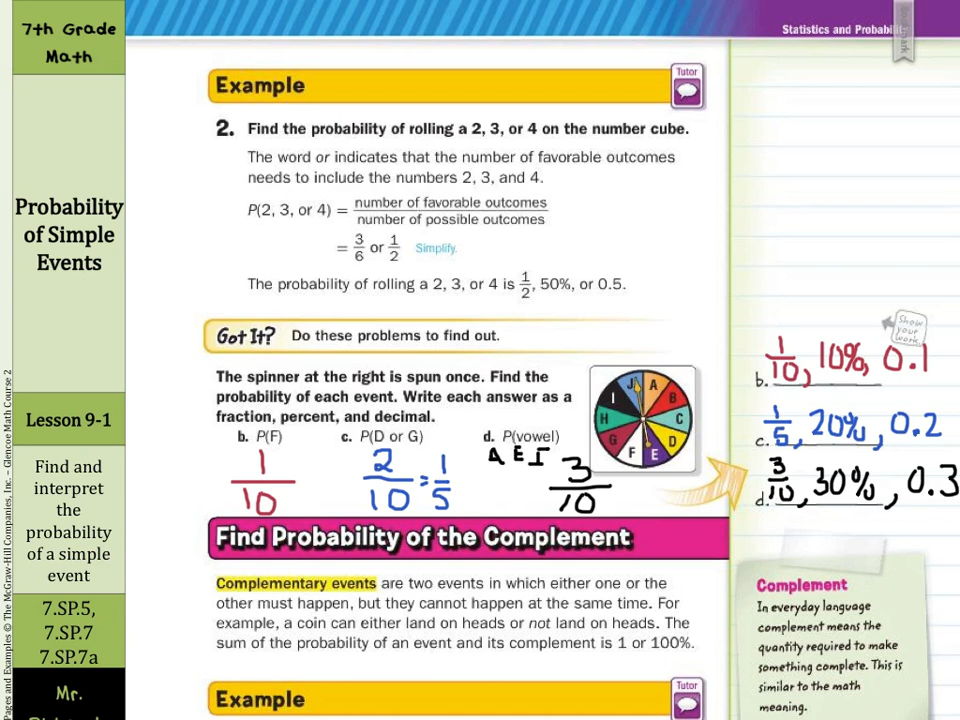 7th Grade
Math
Probability
of Simple
Events
Lesson 9-1
Find and
interpret
the
probability
of a simple
event
7.SP.5,
7.SP.7
7.SP.7a
Mr.
Pages and Examples © The McGraw-Hill Companies, Inc. – Glencoe Math Course 2
Statistics and Probabil
Example
Tutor
2. Find the probability of rolling a 2, 3, or 4 on the number cube.
The word or indicates that the number of favorable outcomes
needs to include the numbers 2, 3, and 4.
P(2, 3, or 4) = number of favorable outcomes / number of possible outcomes
= 3/6 or 1/2 Simplify.
The probability of rolling a 2, 3, or 4 is 1/2, 50%, or 0.5.
Got It? Do these problems to find out.
The spinner at the right is spun once. Find the
probability of each event. Write each answer as a
fraction, percent, and decimal.
b. P(F) c. P(D or G) d. P(vowel)
A E I
1/10 2/10 = 1/5 3/10
A
B
C
D
E
F
G
H
I
J
Show
your
work.
b. 1/10, 10%, 0.1
c. 1/5, 20%, 0.2
d. 3/10, 30%, 0.3
Find Probability of the Complement
Complementary events are two events in which either one or the
other must happen, but they cannot happen at the same time. For
example, a coin can either land on heads or not land on heads. The
sum of the probability of an event and its complement is 1 or 100%.
Complement
In everyday language
complement means the
quantity required to make
something complete. This is
similar to the math
meaning.
Example
Tutor